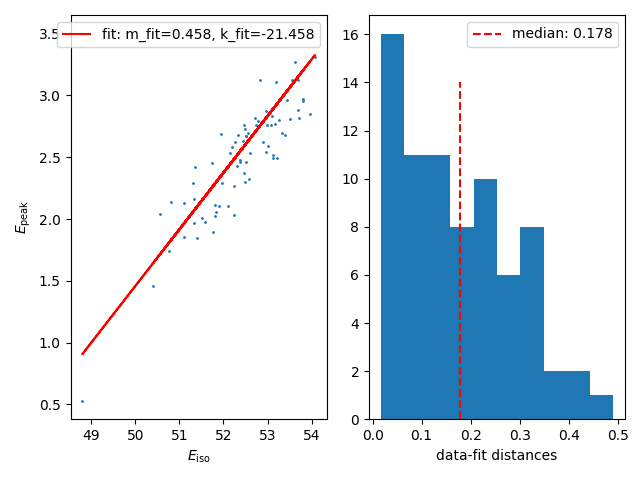 fit: m_fit=0.458, k_fit=-21.458
3.5
3.0
2.5
2.0
1.5
1.0
0.5
E_peak
49 50 51 52 53 54
E_iso
median: 0.178
16
14
12
10
8
6
4
2
0
0.0 0.1 0.2 0.3 0.4 0.5
data-fit distances